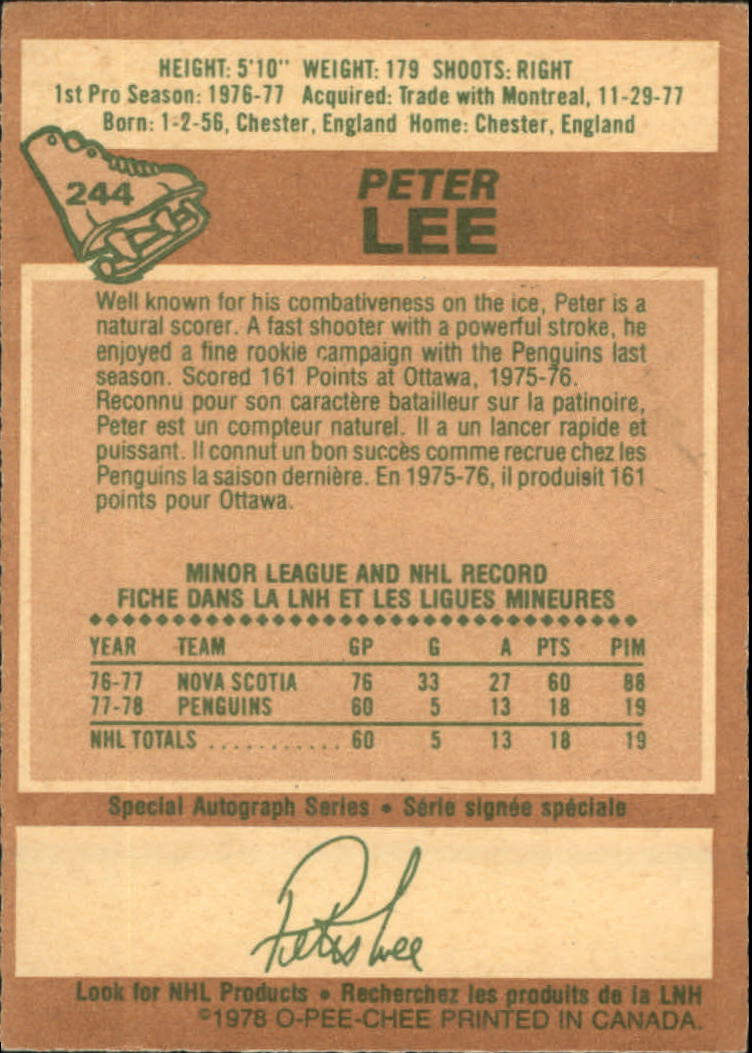 HEIGHT: 5'10" WEIGHT: 179 SHOOTS: RIGHT
1st Pro Season: 1976-77 Acquired: Trade with Montreal, 11-29-77
Born: 1-2-56, Chester, England Home: Chester, England
244
PETER
LEE
Well known for his combativeness on the ice, Peter is a
natural scorer. A fast shooter with a powerful stroke, he
enjoyed a fine rookie campaign with the Penguins last
season. Scored 161 Points at Ottawa, 1975-76.
Reconnu pour son caractère batailleur sur la patinoire,
Peter est un compteur naturel. Il a un lancer rapide et
puissant. Il connut un bon succès comme recrue chez les
Penguins la saison dernière. En 1975-76, il produisit 161
points pour Ottawa.
MINOR LEAGUE AND NHL RECORD
FICHE DANS LA LNH ET LES LIGUES MINEURES
YEAR TEAM GP G A PTS PIM
76-77 NOVA SCOTIA 76 33 27 60 88
77-78 PENGUINS 60 5 13 18 19
NHL TOTALS ............ 60 5 13 18 19
Special Autograph Series • Série signée spéciale
Peter Lee
Look for NHL Products • Recherchez les produits de la LNH
©1978 O-PEE-CHEE PRINTED IN CANADA.